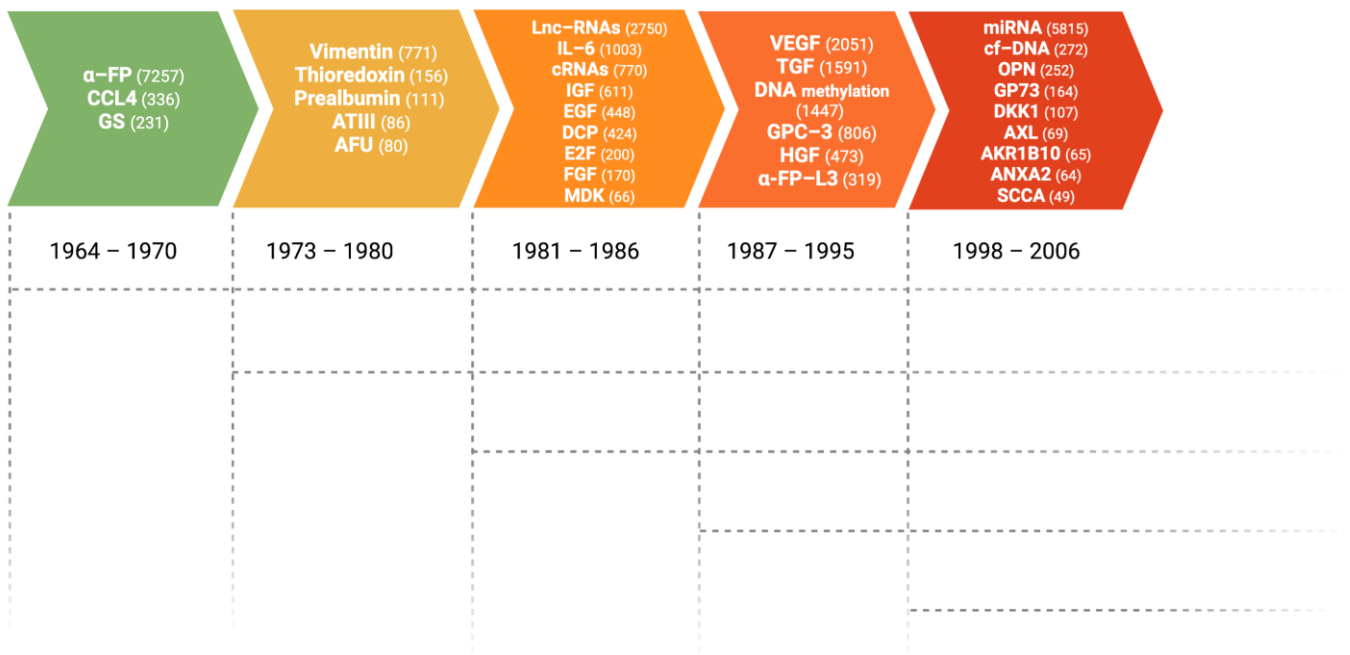 α–FP (7257)
CCL4 (336)
GS (231)
Vimentin (771)
Thioredoxin (156)
Prealbumin (111)
ATIII (86)
AFU (80)
Lnc–RNAs (2750)
IL–6 (1003)
cRNAs (770)
IGF (611)
EGF (448)
DCP (424)
E2F (200)
FGF (170)
MDK (66)
VEGF (2051)
TGF (1591)
DNA methylation
(1447)
GPC–3 (806)
HGF (473)
α-FP–L3 (319)
miRNA (5815)
cf–DNA (272)
OPN (252)
GP73 (164)
DKK1 (107)
AXL (69)
AKR1B10 (65)
ANXA2 (64)
SCCA (49)
1964 – 1970
1973 – 1980
1981 – 1986
1987 – 1995
1998 – 2006